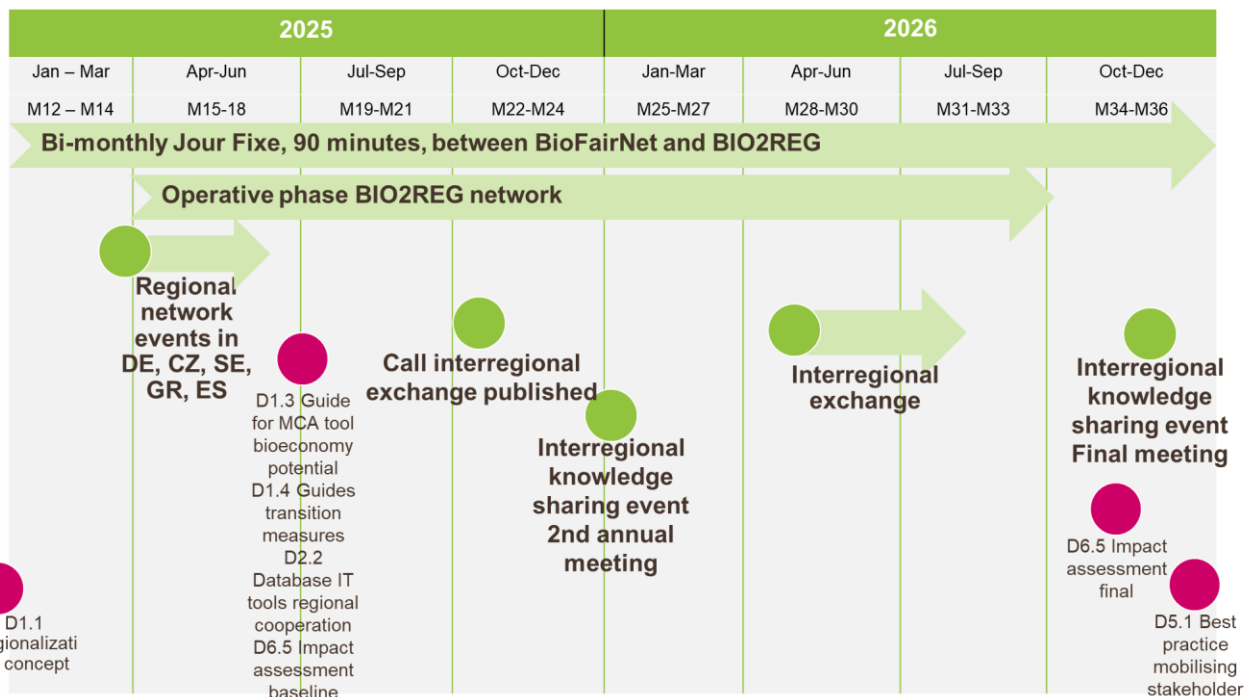 2025
2026
Jan – Mar
Apr-Jun
Jul-Sep
Oct-Dec
Jan-Mar
Apr-Jun
Jul-Sep
Oct-Dec
M12 – M14
M15-18
M19-M21
M22-M24
M25-M27
M28-M30
M31-M33
M34-M36
Bi-monthly Jour Fixe, 90 minutes, between BioFairNet and BIO2REG
Operative phase BIO2REG network
Regional
network
events in
DE, CZ, SE,
GR, ES
D1.3 Guide
for MCA tool
bioeconomy
potential
D1.4 Guides
transition
measures
D2.2
Database IT
tools regional
cooperation
D6.5 Impact
assessment
baseline
Call interregional
exchange published
Interregional
knowledge
sharing event
2nd annual
meeting
Interregional
exchange
Interregional
knowledge
sharing event
Final meeting
D6.5 Impact
assessment
final
D5.1 Best
practice
mobilising
stakeholder
D1.1
gionalizati
concept